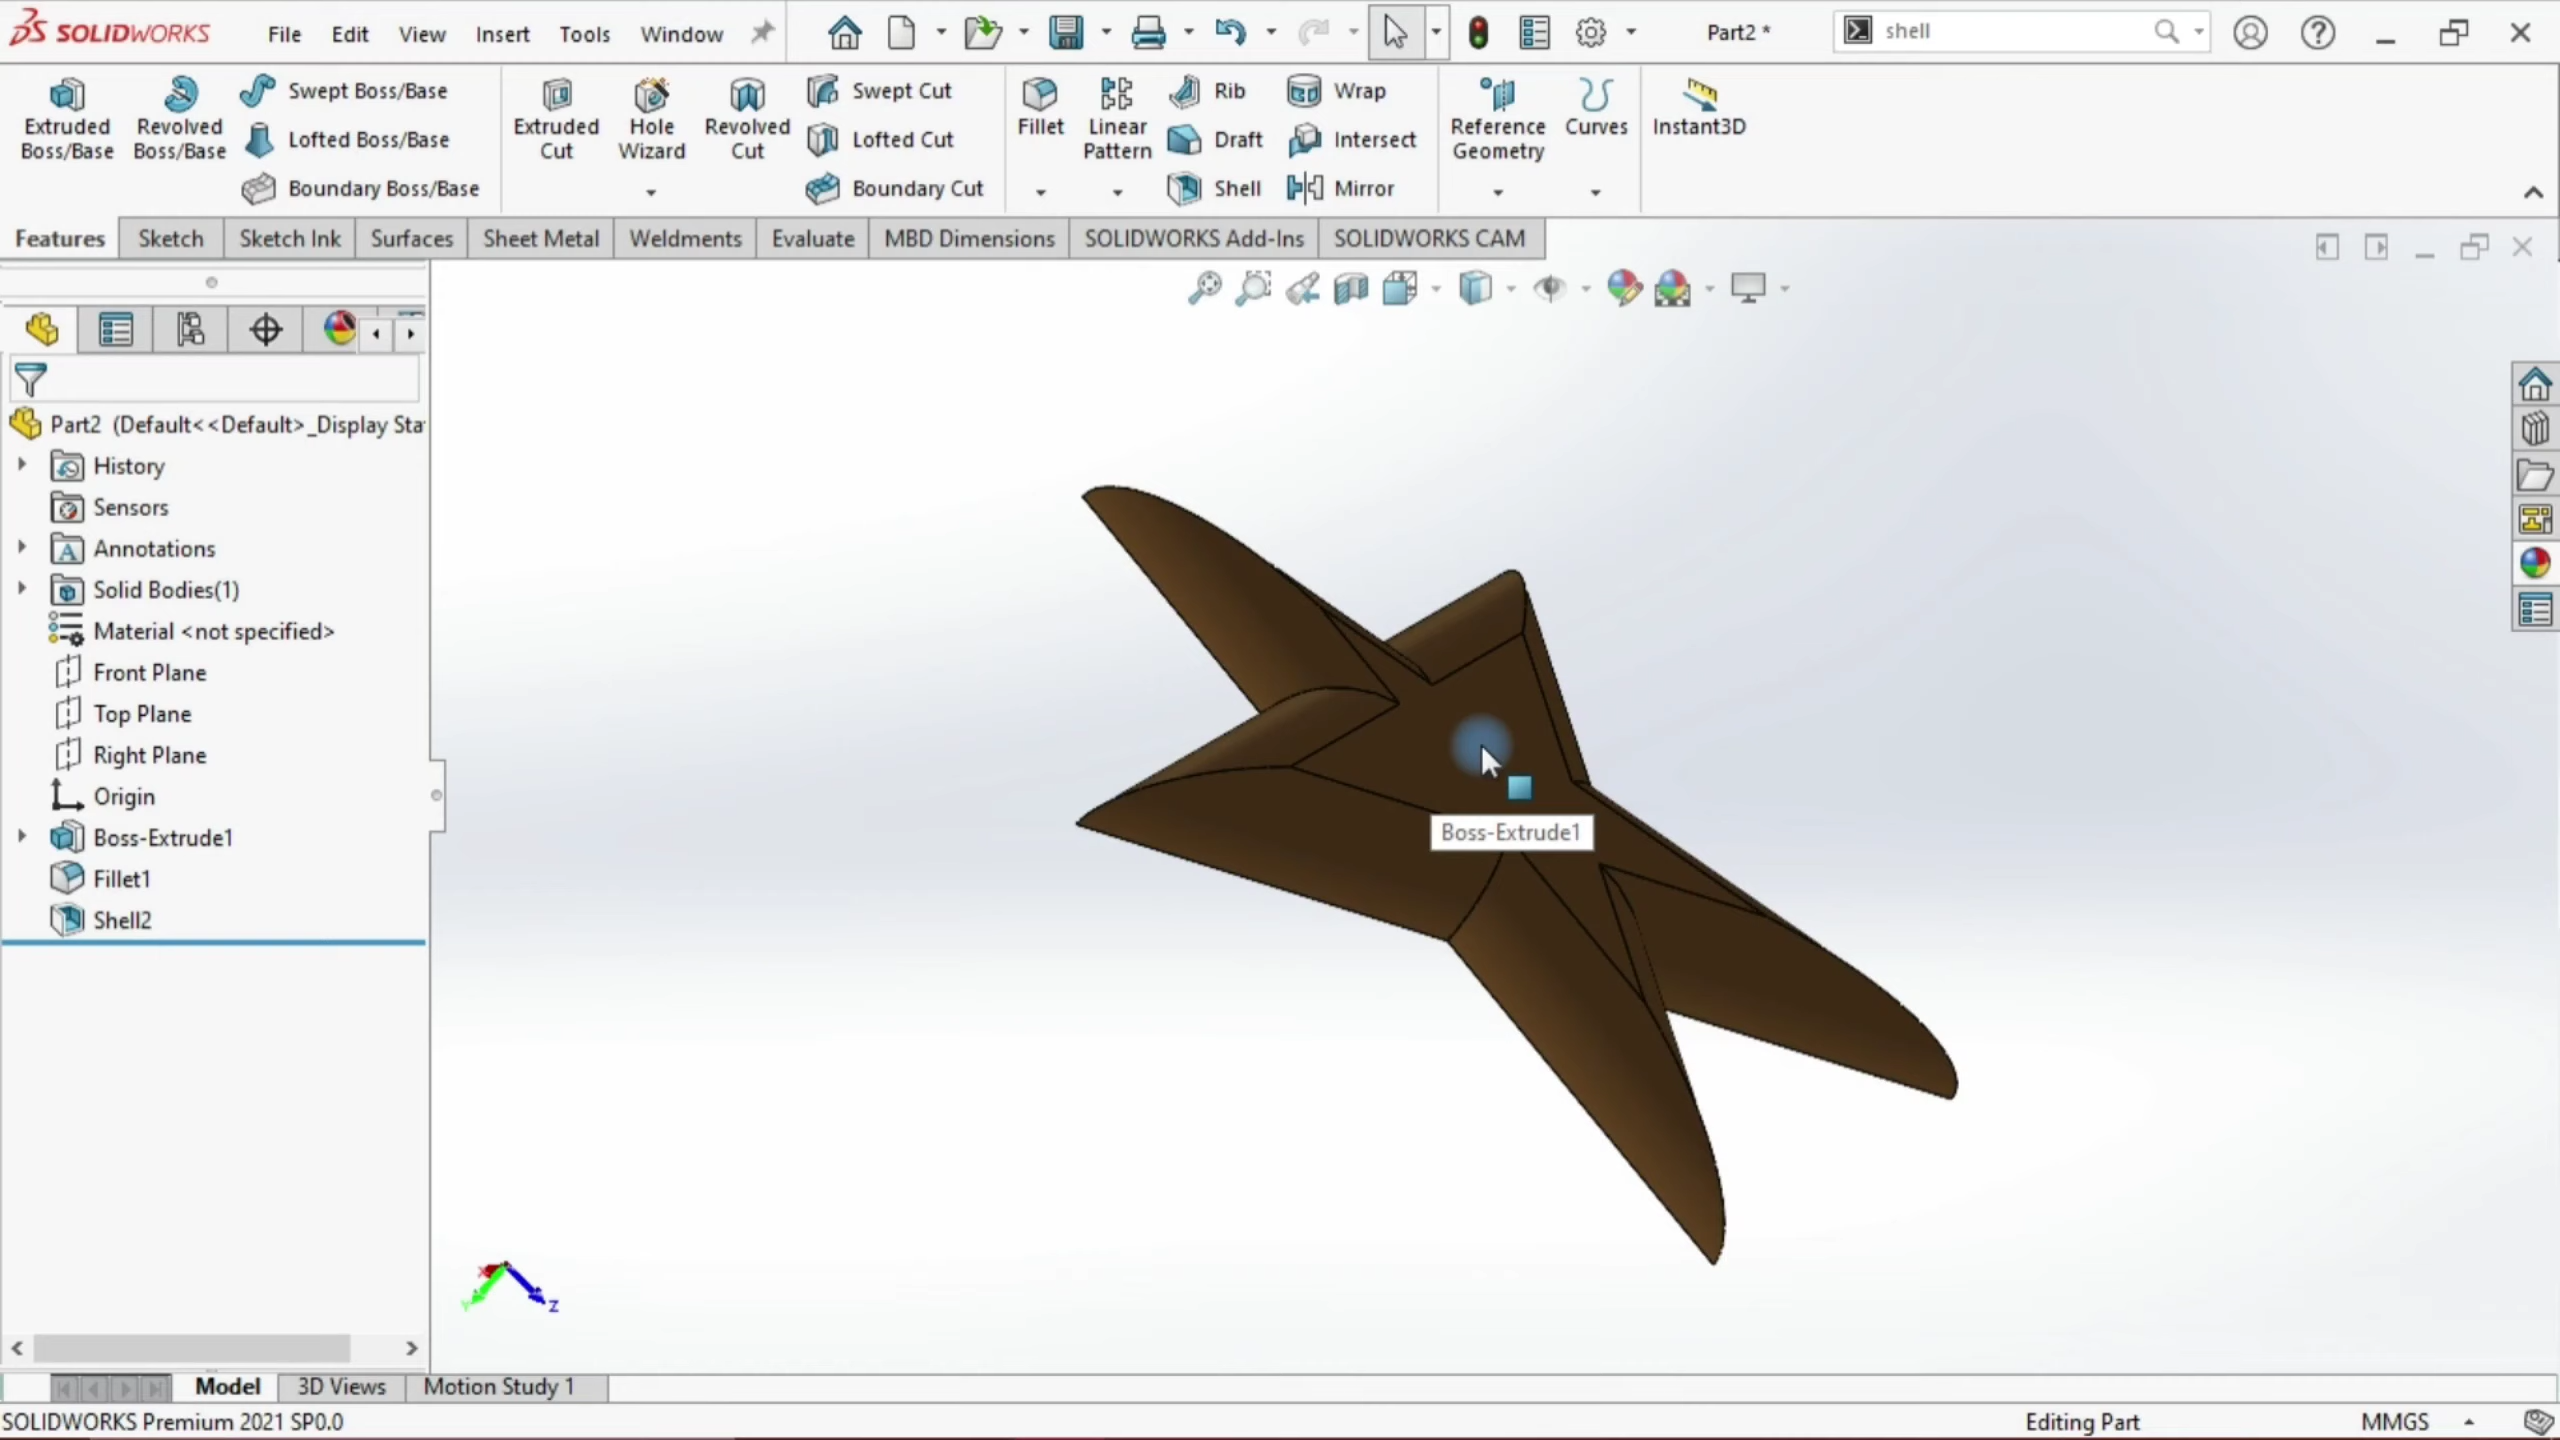 SOLIDWORKS File Edit View Insert Tools Window Part2 * shell
Extruded Boss/Base
Revolved Boss/Base
Swept Boss/Base
Lofted Boss/Base
Boundary Boss/Base
Extruded Cut
Hole Wizard
Revolved Cut
Swept Cut
Lofted Cut
Boundary Cut
Fillet
Linear Pattern
Rib
Draft
Shell
Wrap
Intersect
Mirror
Reference Geometry
Curves
Instant3D
Features Sketch Sketch Ink Surfaces Sheet Metal Weldments Evaluate MBD Dimensions SOLIDWORKS Add-Ins SOLIDWORKS CAM
Part2 (Default<<Default>_Display Sta
History
Sensors
Annotations
Solid Bodies(1)
Material <not specified>
Front Plane
Top Plane
Right Plane
Origin
Boss-Extrude1
Fillet1
Shell2
Boss-Extrude1
X Y Z
Model 3D Views Motion Study 1
SOLIDWORKS Premium 2021 SP0.0 Editing Part MMGS